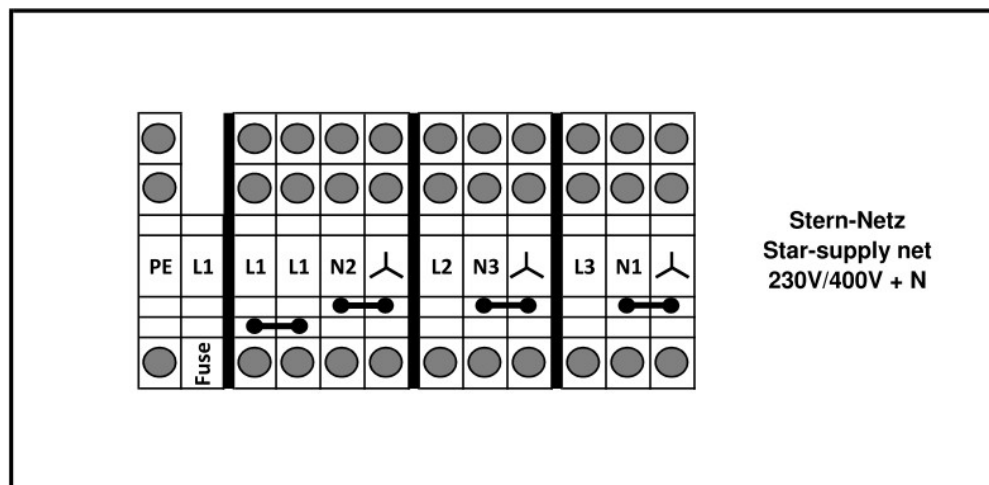 PE L1 L1 L1 N2 L2 N3 L3 N1
Fuse
Stern-Netz
Star-supply net
230V/400V + N